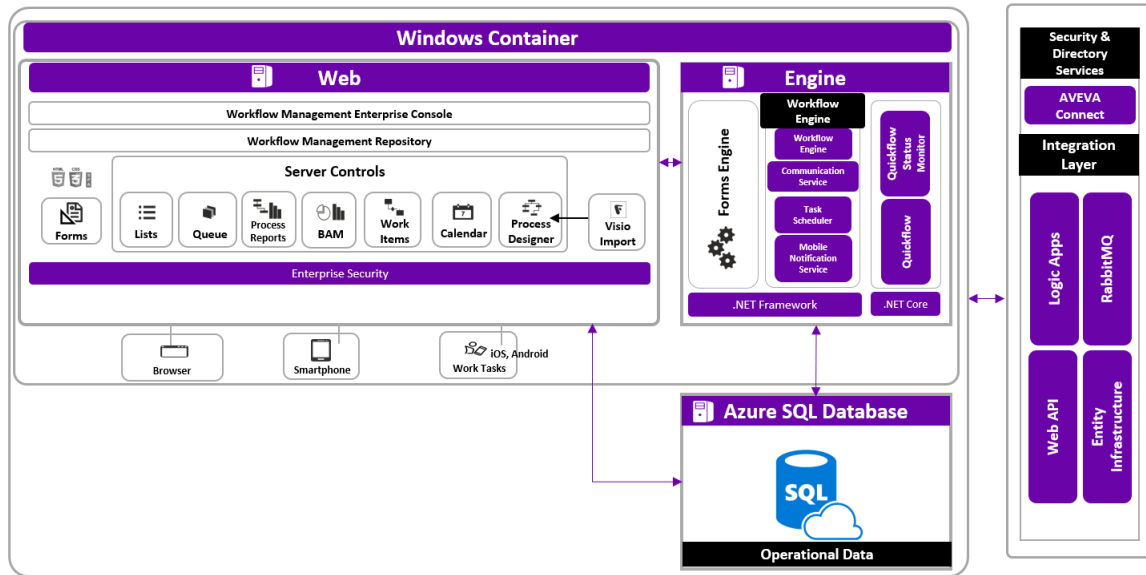 Windows Container
Web
Workflow Management Enterprise Console
Workflow Management Repository
Server Controls
HTML
CSS
Forms
Lists
Queue
Process
Reports
BAM
Work
Items
7
Calendar
Process
Designer
Visio
Import
Enterprise Security
Browser
Smartphone
iOS, Android
Work Tasks
Engine
Forms Engine
Workflow
Engine
Workflow
Engine
Communication
Service
Task
Scheduler
Mobile
Notification
Service
Quickflow
Status
Monitor
Quickflow
.NET Framework
.NET Core
Azure SQL Database
SQL
Operational Data
Security &
Directory
Services
AVEVA
Connect
Integration
Layer
Logic Apps
RabbitMQ
Web API
Entity
Infrastructure